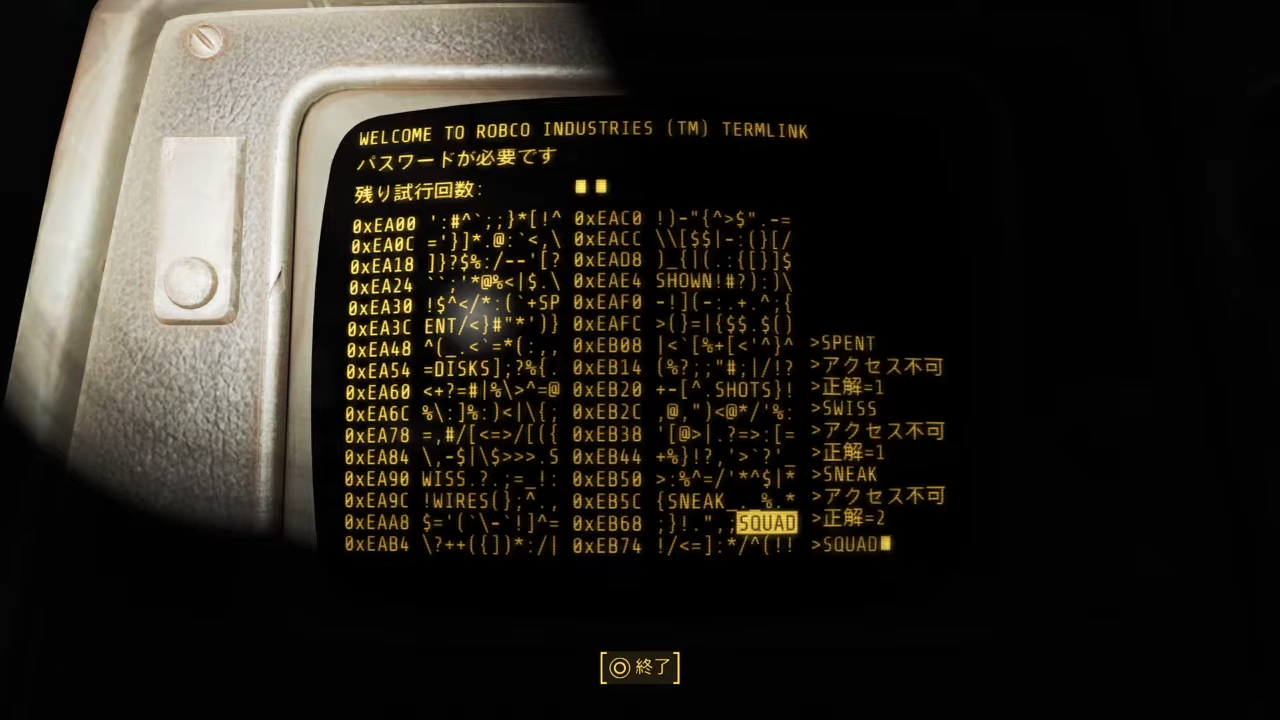 WELCOME TO ROBCO INDUSTRIES (TM) TERMLINK
パスワードが必要です
残り試行回数:
0xEA00 ':#^`;;}*[!^ 0xEAC0 !)-"{^>$".-=
0xEA0C ='}]*.@:`<,\ 0xEACC \\[$$|-:(}[/
0xEA18 ]}?$%:/--'[? 0xEAD8 )_{|(.:{[}]$
0xEA24 ``;'*@%<|$.\ 0xEAE4 SHOWN!#?):)\
0xEA30 !$^</*:(`+SP 0xEAF0 -!](-:.+.^;{
0xEA3C ENT/<}#"*')} 0xEAFC >(}=|{$$.$()
0xEA48 ^(_.<`=*(:,, 0xEB08 |<`[%+[<'^}^ >SPENT
0xEA54 =DISKS];?%{. 0xEB14 (%?;;"#;|/!? >アクセス不可
0xEA60 <+?=#|%\>^=@ 0xEB20 +-[^.SHOTS}! >正解=1
0xEA6C %\:]%:)<|\{; 0xEB2C ,@,")<@*/'%: >SWISS
0xEA78 =,#/[<=>/[({ 0xEB38 '[@>|.?=>:[= >アクセス不可
0xEA84 \,-$|\$>>>.S 0xEB44 +%}!?,'>`?'_ >正解=1
0xEA90 WISS.?.;=_!: 0xEB50 >:%^=/'*^$|* >SNEAK
0xEA9C !WIRES(};^., 0xEB5C {SNEAK_._%.* >アクセス不可
0xEAA8 $='(`\-`!]^= 0xEB68 ;}!.",;SQUAD >正解=2
0xEAB4 \?++({])*:/| 0xEB74 !/<=]:*/^(!! >SQUAD
終了